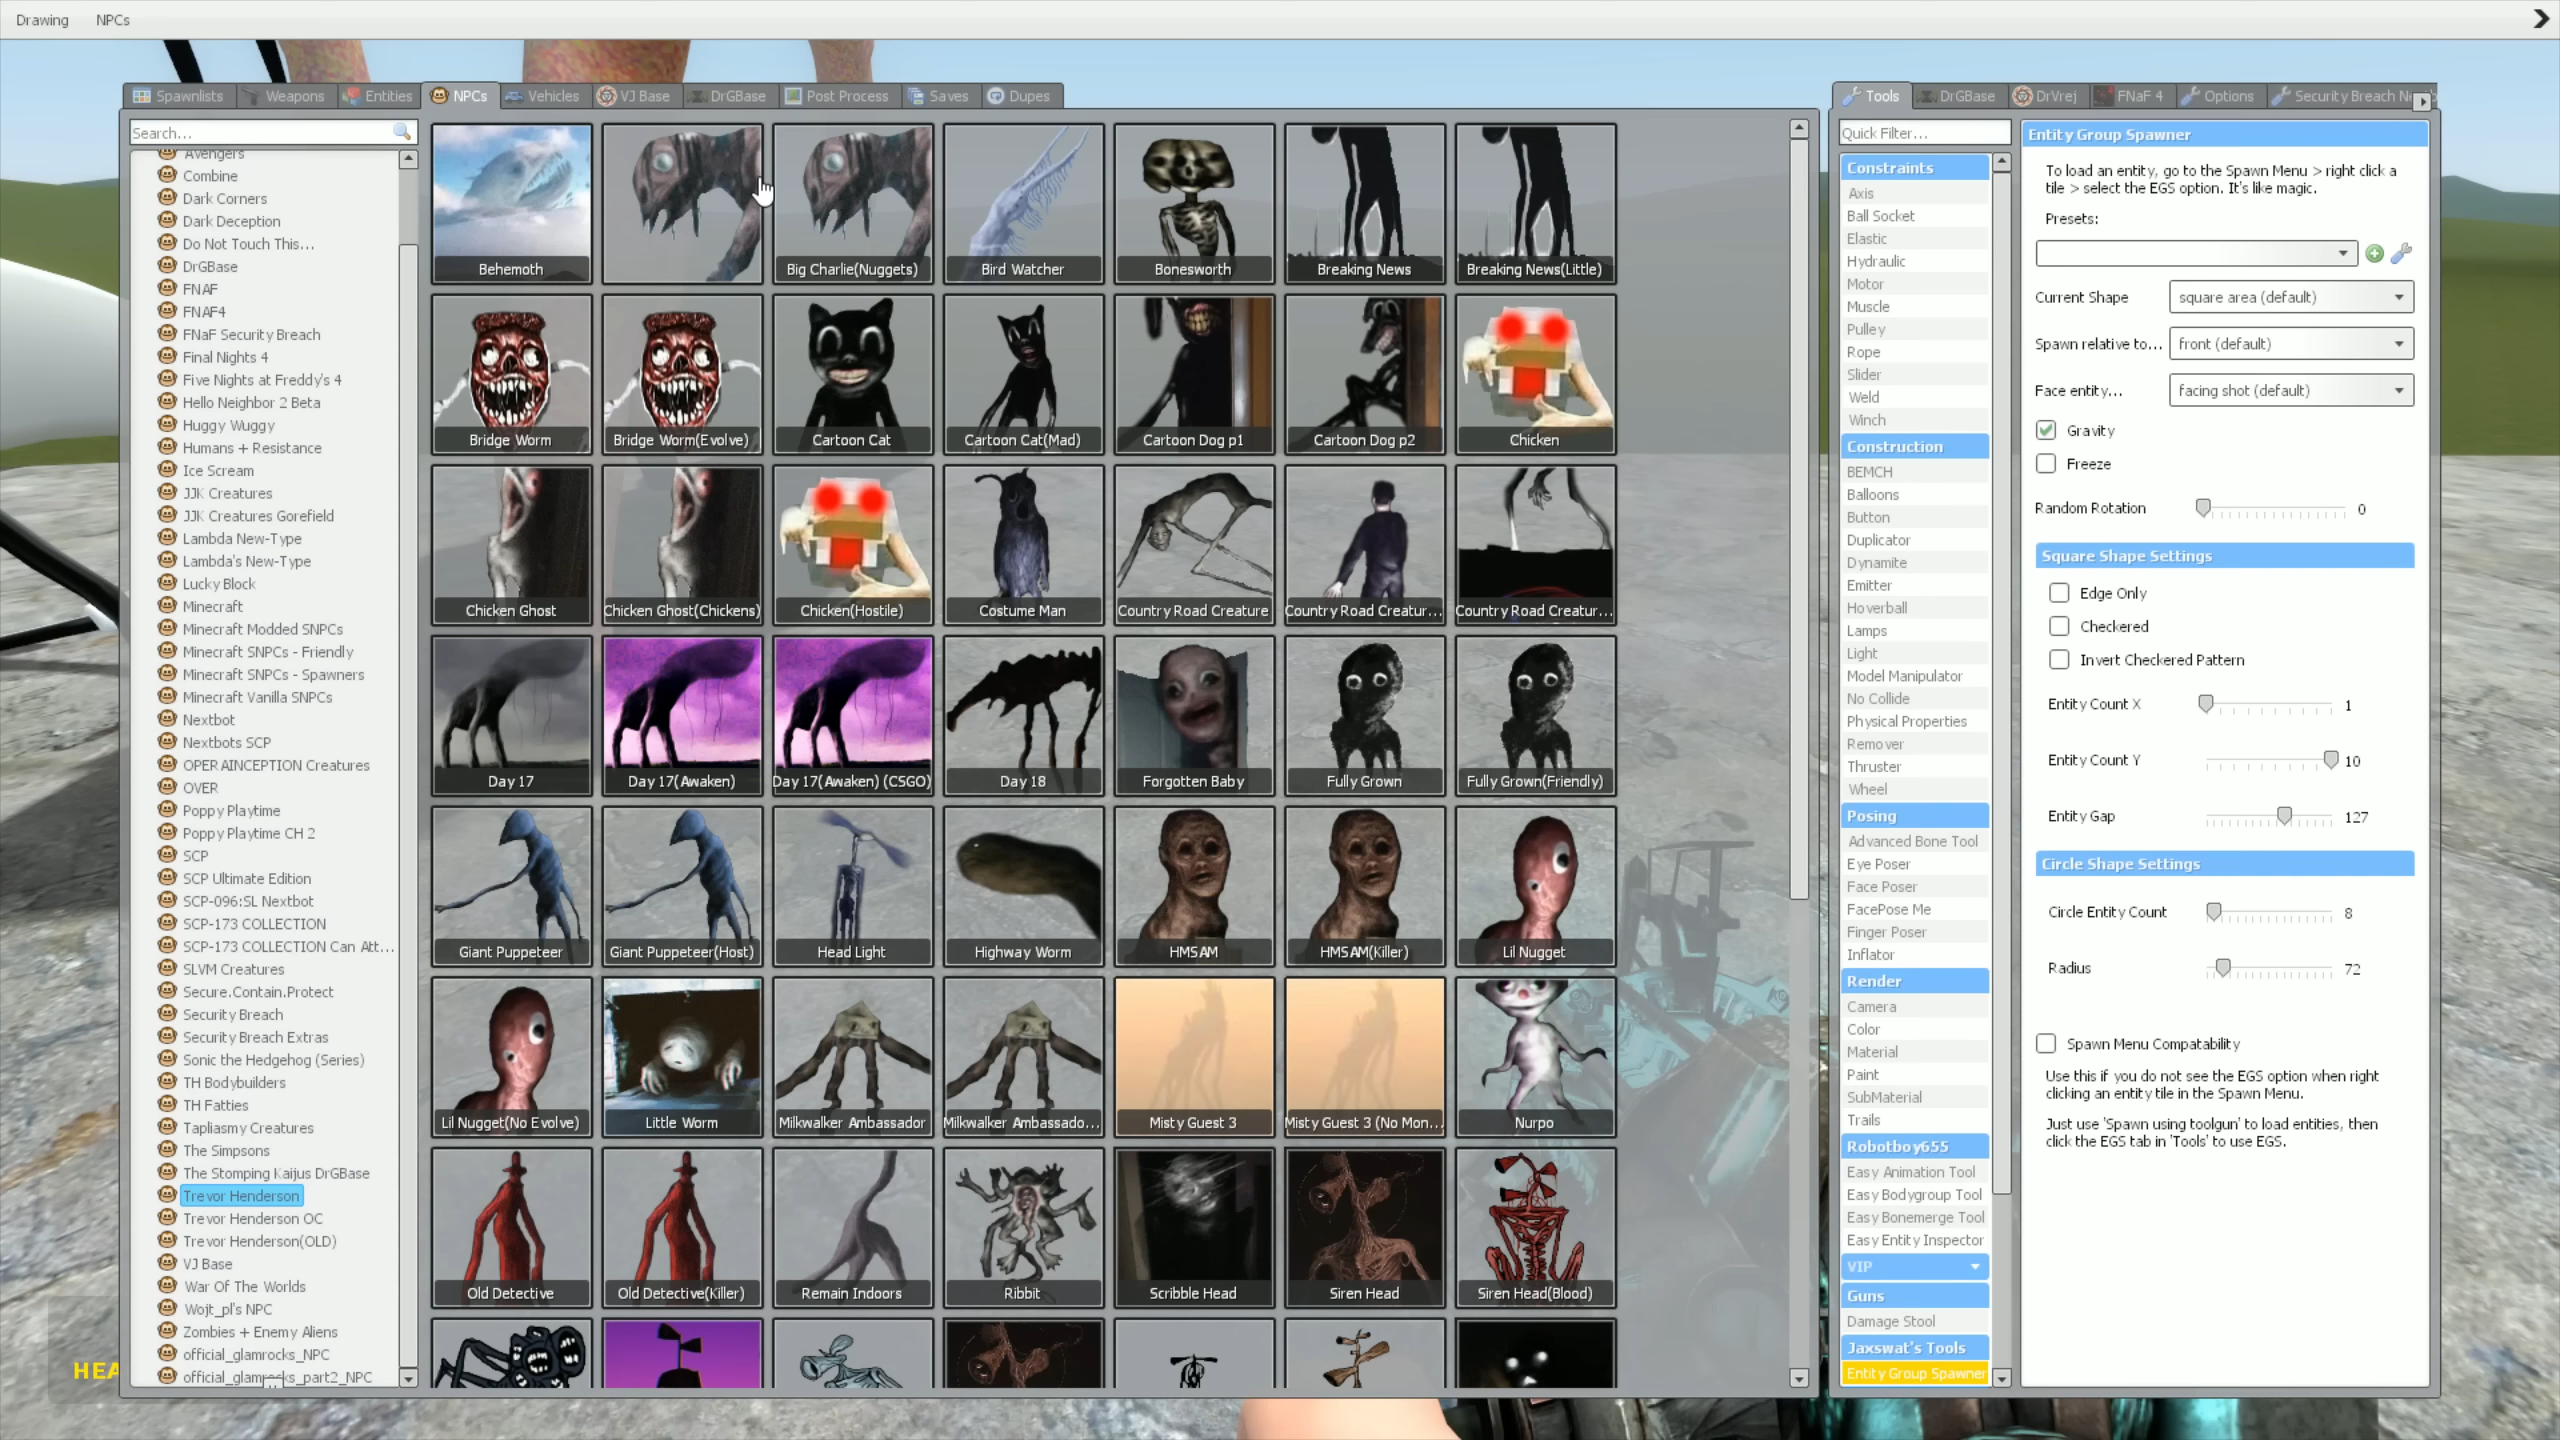 Drawing NPCs
Spawnlists Weapons Entities NPCs Vehicles VJ Base DrGBase Post Process Saves Dupes
Search...
Avengers
Combine
Dark Corners
Dark Deception
Do Not Touch This...
DrGBase
FNAF
FNAF4
FNaF Security Breach
Final Nights 4
Five Nights at Freddy's 4
Hello Neighbor 2 Beta
Huggy Wuggy
Humans + Resistance
Ice Scream
JJK Creatures
JJK Creatures Gorefield
Lambda New-Type
Lambda's New-Type
Lucky Block
Minecraft
Minecraft Modded SNPCs
Minecraft SNPCs - Friendly
Minecraft SNPCs - Spawners
Minecraft Vanilla SNPCs
Nextbot
Nextbots SCP
OPERAINCEPTION Creatures
OVER
Poppy Playtime
Poppy Playtime CH 2
SCP
SCP Ultimate Edition
SCP-096:SL Nextbot
SCP-173 COLLECTION
SCP-173 COLLECTION Can Att...
SLVM Creatures
Secure.Contain.Protect
Security Breach
Security Breach Extras
Sonic the Hedgehog (Series)
TH Bodybuilders
TH Fatties
Tapliasmy Creatures
The Simpsons
The Stomping Kaijus DrGBase
Trevor Henderson
Trevor Henderson OC
Trevor Henderson(OLD)
VJ Base
War Of The Worlds
Wojt_pl's NPC
Zombies + Enemy Aliens
official_glamrocks_NPC
official_glamrocks_part2_NPC
HEA
Behemoth Big Charlie(Nuggets) Bird Watcher Bonesworth Breaking News Breaking News(Little)
Bridge Worm Bridge Worm(Evolve) Cartoon Cat Cartoon Cat(Mad) Cartoon Dog p1 Cartoon Dog p2 Chicken
Chicken Ghost Chicken Ghost(Chickens) Chicken(Hostile) Costume Man Country Road Creature Country Road Creatur... Country Road Creatur...
Day 17 Day 17(Awaken) Day 17(Awaken) (CSGO) Day 18 Forgotten Baby Fully Grown Fully Grown(Friendly)
Giant Puppeteer Giant Puppeteer(Host) Head Light Highway Worm HMSAM HMSAM(Killer) Lil Nugget
Lil Nugget(No Evolve) Little Worm Milkwalker Ambassador Milkwalker Ambassado... Misty Guest 3 Misty Guest 3 (No Mon... Nurpo
Old Detective Old Detective(Killer) Remain Indoors Ribbit Scribble Head Siren Head Siren Head(Blood)
Tools DrGBase DrVrej FNaF 4 Options Security Breach
Quick Filter...
Constraints
Axis
Ball Socket
Elastic
Hydraulic
Motor
Muscle
Pulley
Rope
Slider
Weld
Winch
Construction
BEMCH
Balloons
Button
Duplicator
Dynamite
Emitter
Hoverball
Lamps
Light
Model Manipulator
No Collide
Physical Properties
Remover
Thruster
Wheel
Posing
Advanced Bone Tool
Eye Poser
Face Poser
FacePose Me
Finger Poser
Inflator
Render
Camera
Color
Material
Paint
SubMaterial
Trails
Robotboy655
Easy Animation Tool
Easy Bodygroup Tool
Easy Bonemerge Tool
Easy Entity Inspector
VIP
Guns
Damage Stool
Jaxswat's Tools
Entity Group Spawner
Entity Group Spawner
To load an entity, go to the Spawn Menu > right click a
tile > select the EGS option. It's like magic.
Presets:
Current Shape square area (default)
Spawn relative to... front (default)
Face entity... facing shot (default)
Gravity
Freeze
Random Rotation 0
Square Shape Settings
Edge Only
Checkered
Invert Checkered Pattern
Entity Count X 1
Entity Count Y 10
Entity Gap 127
Circle Shape Settings
Circle Entity Count 8
Radius 72
Spawn Menu Compatability
Use this if you do not see the EGS option when right
clicking an entity tile in the Spawn Menu.
Just use 'Spawn using toolgun' to load entities, then
click the EGS tab in 'Tools' to use EGS.